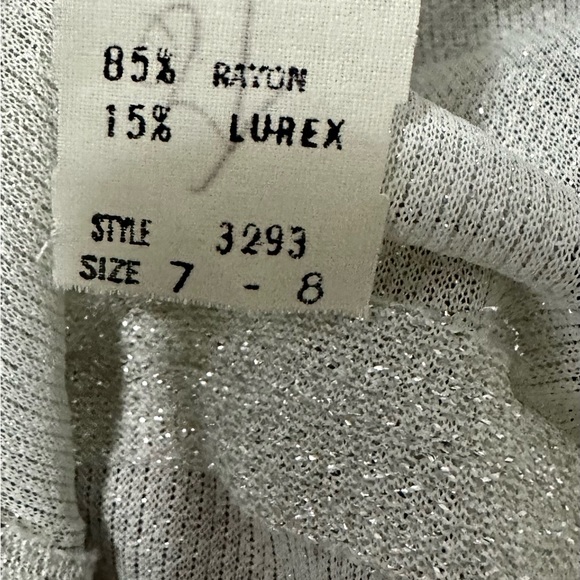 85% RAYON
15% LUREX
STYLE 3293
SIZE 7 - 8